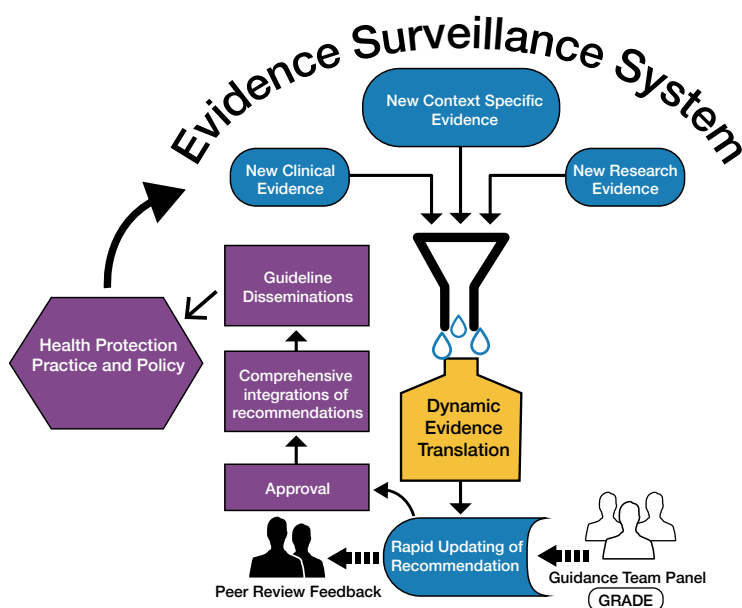 Evidence Surveillance System
New Context Specific
Evidence
New Clinical
Evidence
New Research
Evidence
Guideline
Disseminations
Health Protection
Practice and Policy
Comprehensive
integrations of
recommendations
Dynamic
Evidence
Translation
Approval
Rapid Updating of
Recommendation
Peer Review Feedback
Guidance Team Panel
GRADE